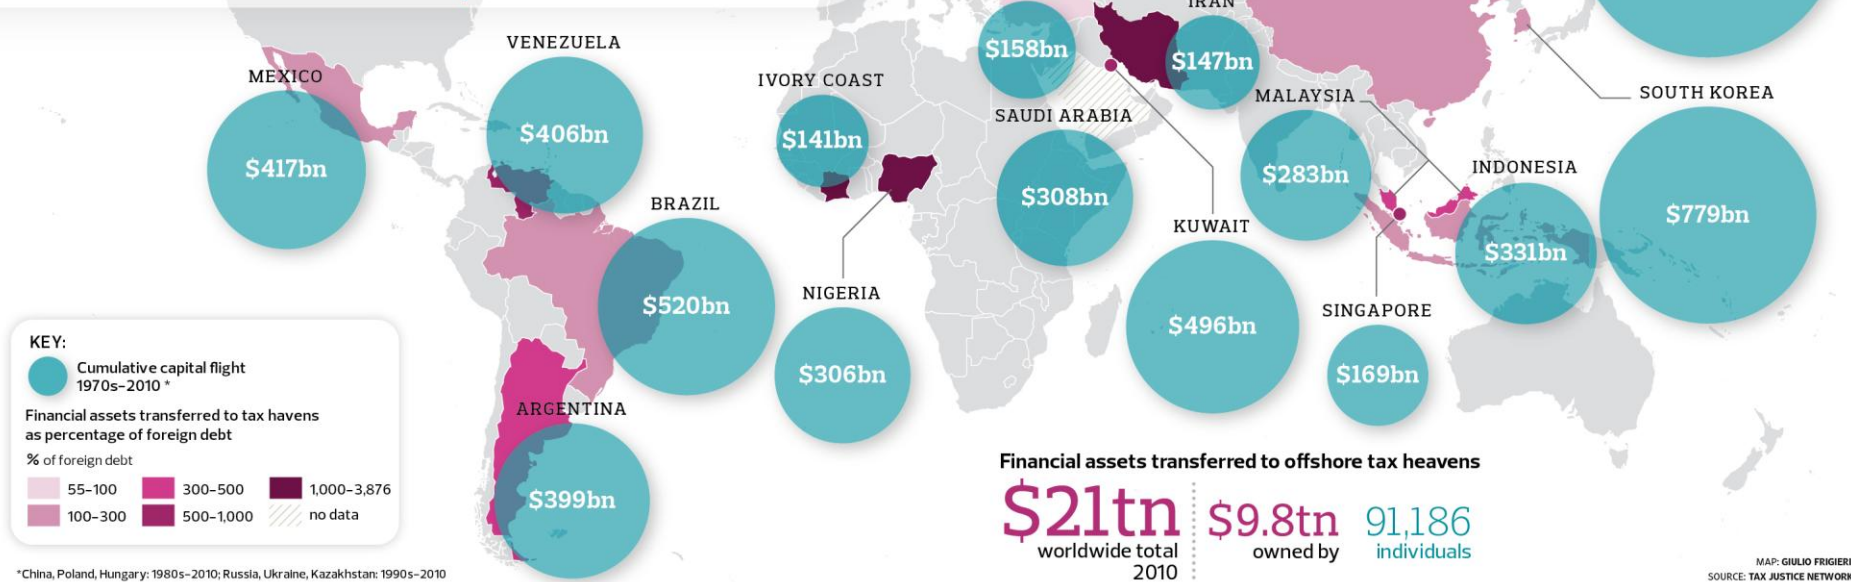 IRAN
VENEZUELA
$158bn
$147bn
MEXICO
IVORY COAST
SOUTH KOREA
MALAYSIA
SAUDI ARABIA
$406bn
$141bn
$417bn
INDONESIA
$283bn
$308bn
BRAZIL
$779bn
KUWAIT
$331bn
NIGERIA
$520bn
SINGAPORE
$496bn
$306bn
$169bn
ARGENTINA
$399bn
KEY:
Cumulative capital flight
1970s–2010 *
Financial assets transferred to tax havens
as percentage of foreign debt
% of foreign debt
55–100
300–500
1,000–3,876
100–300
500–1,000
no data
*China, Poland, Hungary: 1980s–2010; Russia, Ukraine, Kazakhstan: 1990s–2010
Financial assets transferred to offshore tax heavens
$21tn
worldwide total
2010
$9.8tn
owned by
91,186
individuals
MAP: GIULIO FRIGIERI
SOURCE: TAX JUSTICE NETWORK